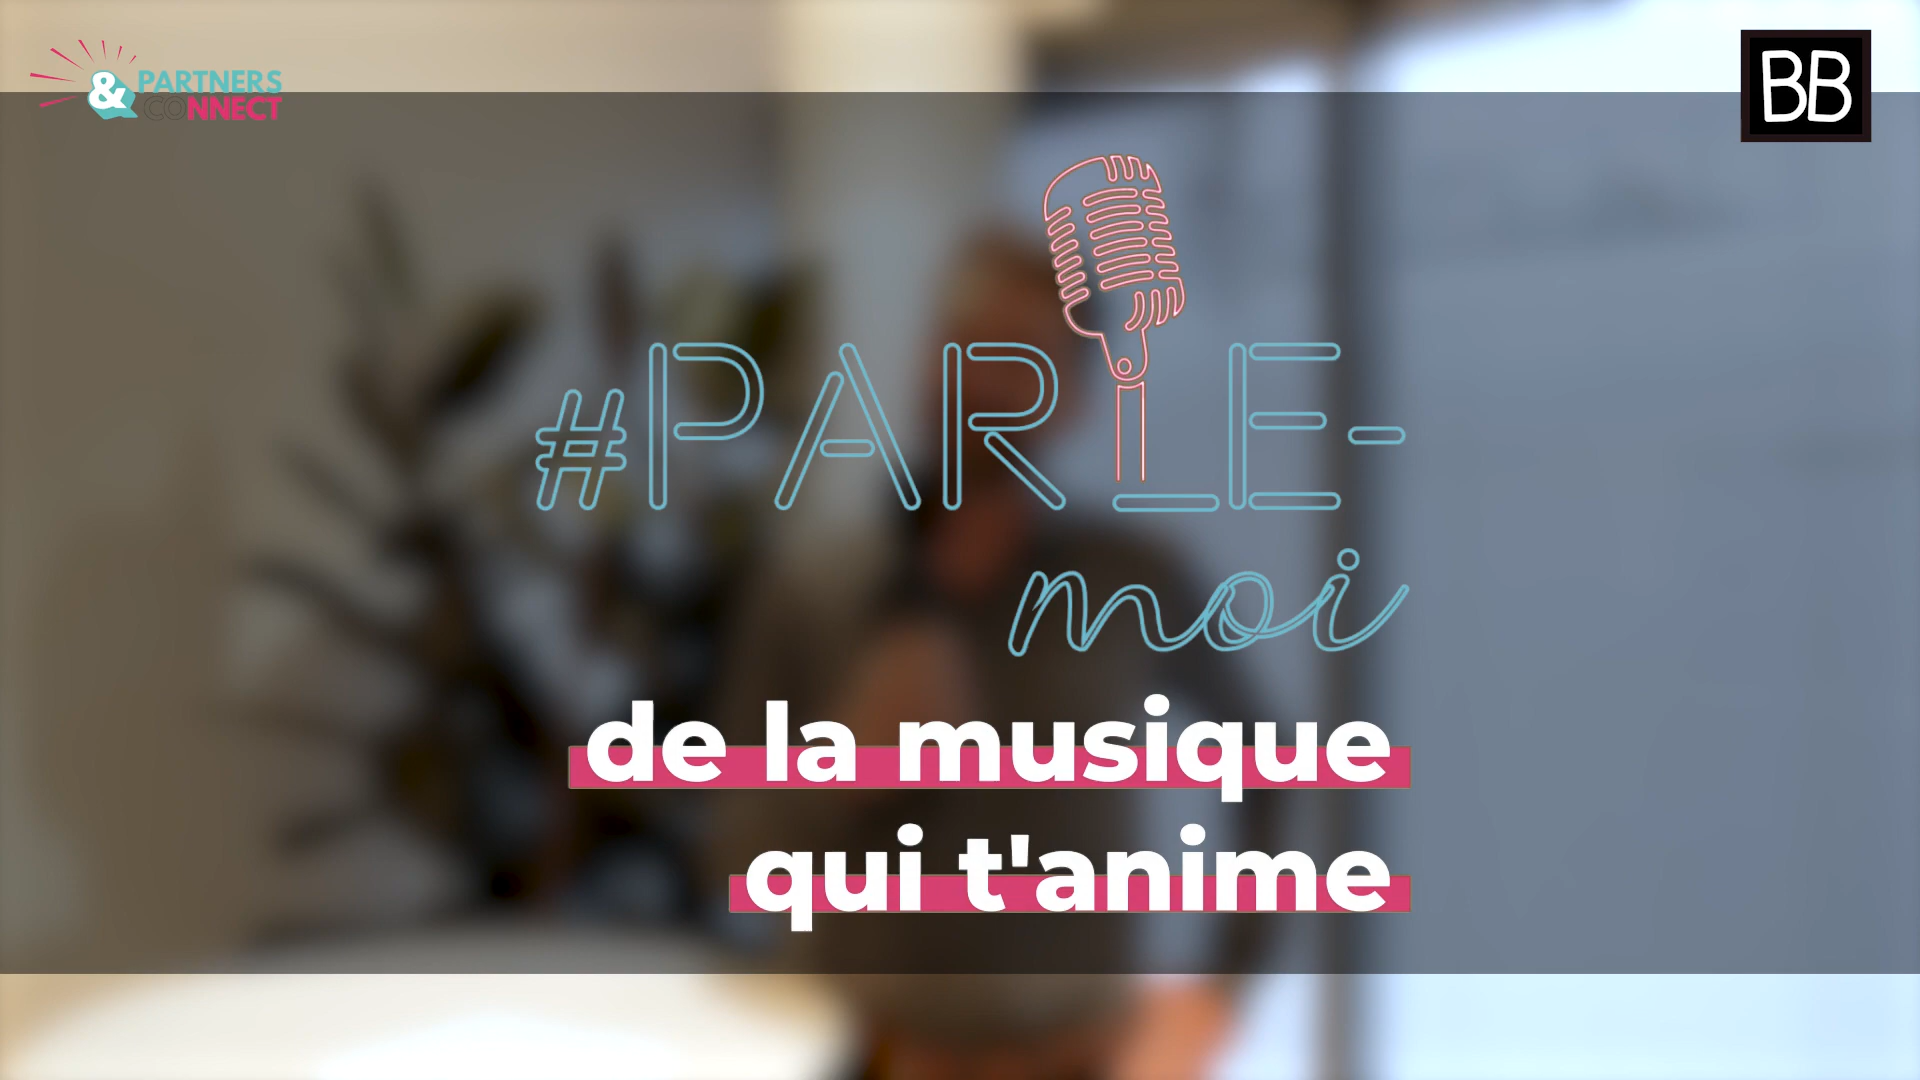 & PARTNERS
CONNECT
BB
#PARLE-
moi
de la musique
qui t'anime